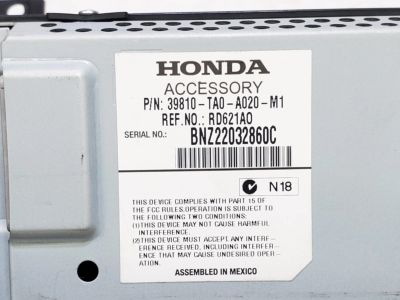 HONDA
ACCESSORY
P/N: 39810-TA0-A020-M1
REF.NO.: RD621AO
SERIAL NO.: BNZ22032860C
N18
THIS DEVICE COMPLIES WITH PART 15 OF
THE FCC RULES.OPERATION IS SUBJECT TO
THE FOLLOWING TWO CONDITIONS:
(1)THIS DEVICE MAY NOT CAUSE HARMFUL
INTERFERENCE, AND
(2)THIS DEVICE MUST ACCEPT ANY INTERF-
ERENCE RECEIVED, INCLUDING INTERFER-
ENCE THAT MAY CAUSE UNDESIRED OPER-
ATION.
ASSEMBLED IN MEXICO